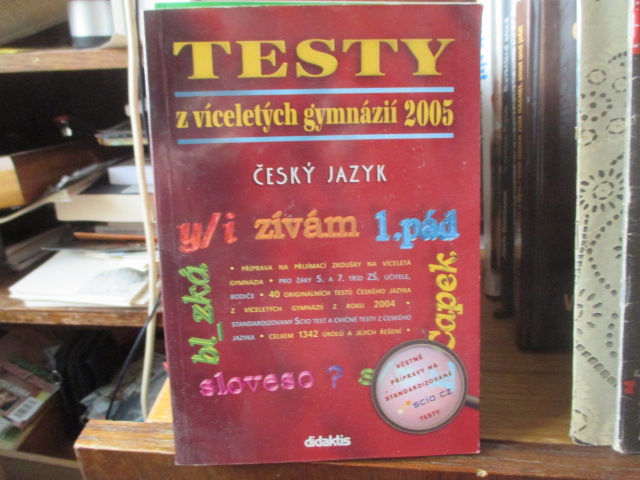 TESTY
z víceletých gymnázií 2005
ČESKÝ JAZYK
y/i zívám 1.pád
bl_zká
• PŘÍPRAVA NA PŘIJÍMACÍ ZKOUŠKY NA VÍCELETÁ
GYMNÁZIA • PRO ŽÁKY 5. A 7. TŘÍD ZŠ, UČITELE,
RODIČE • 40 ORIGINÁLNÍCH TESTŮ ČESKÉHO JAZYKA
Z VÍCELETÝCH GYMNÁZIÍ Z ROKU 2004 •
STANDARDIZOVANÝ SCIO TEST A CVIČNÉ TESTY Z ČESKÉHO
JAZYKA • CELKEM 1342 ÚKOLŮ A JEJICH ŘEŠENÍ •
capek
sloveso ? s
VČETNĚ
PŘÍPRAVY NA
STANDARDIZOVANÉ
scio cz
TESTY
didaktis